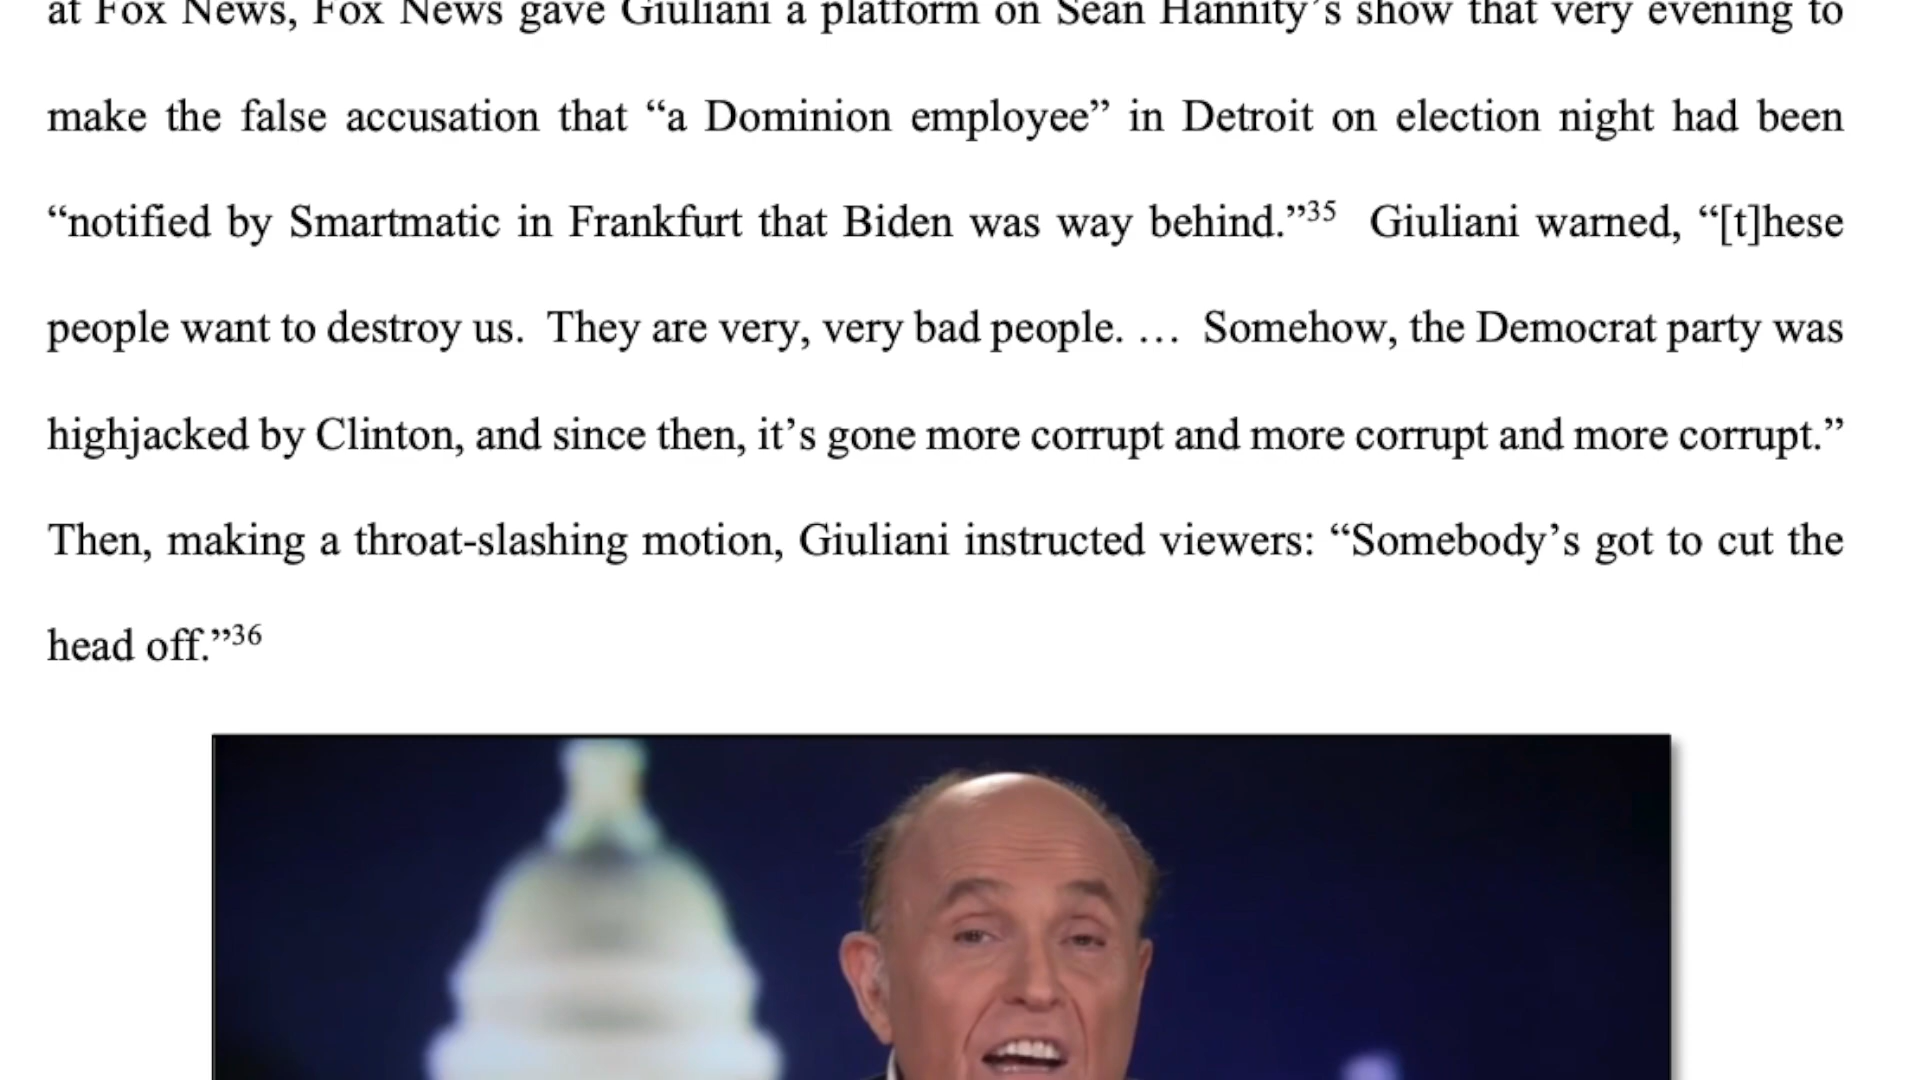 at Fox News, Fox News gave Giuliani a platform on Sean Hannity’s show that very evening to
make the false accusation that “a Dominion employee” in Detroit on election night had been
“notified by Smartmatic in Frankfurt that Biden was way behind.”35 Giuliani warned, “[t]hese
people want to destroy us. They are very, very bad people. … Somehow, the Democrat party was
highjacked by Clinton, and since then, it’s gone more corrupt and more corrupt and more corrupt.”
Then, making a throat-slashing motion, Giuliani instructed viewers: “Somebody’s got to cut the
head off.”36